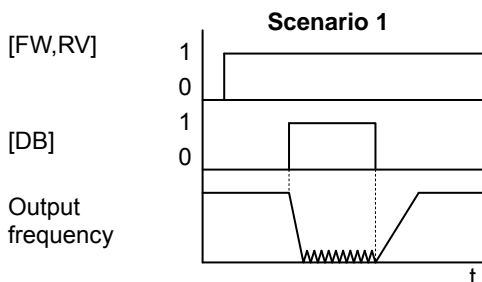 Scenario 1
[FW,RV]
1
0
[DB]
1
0
Output
frequency
t